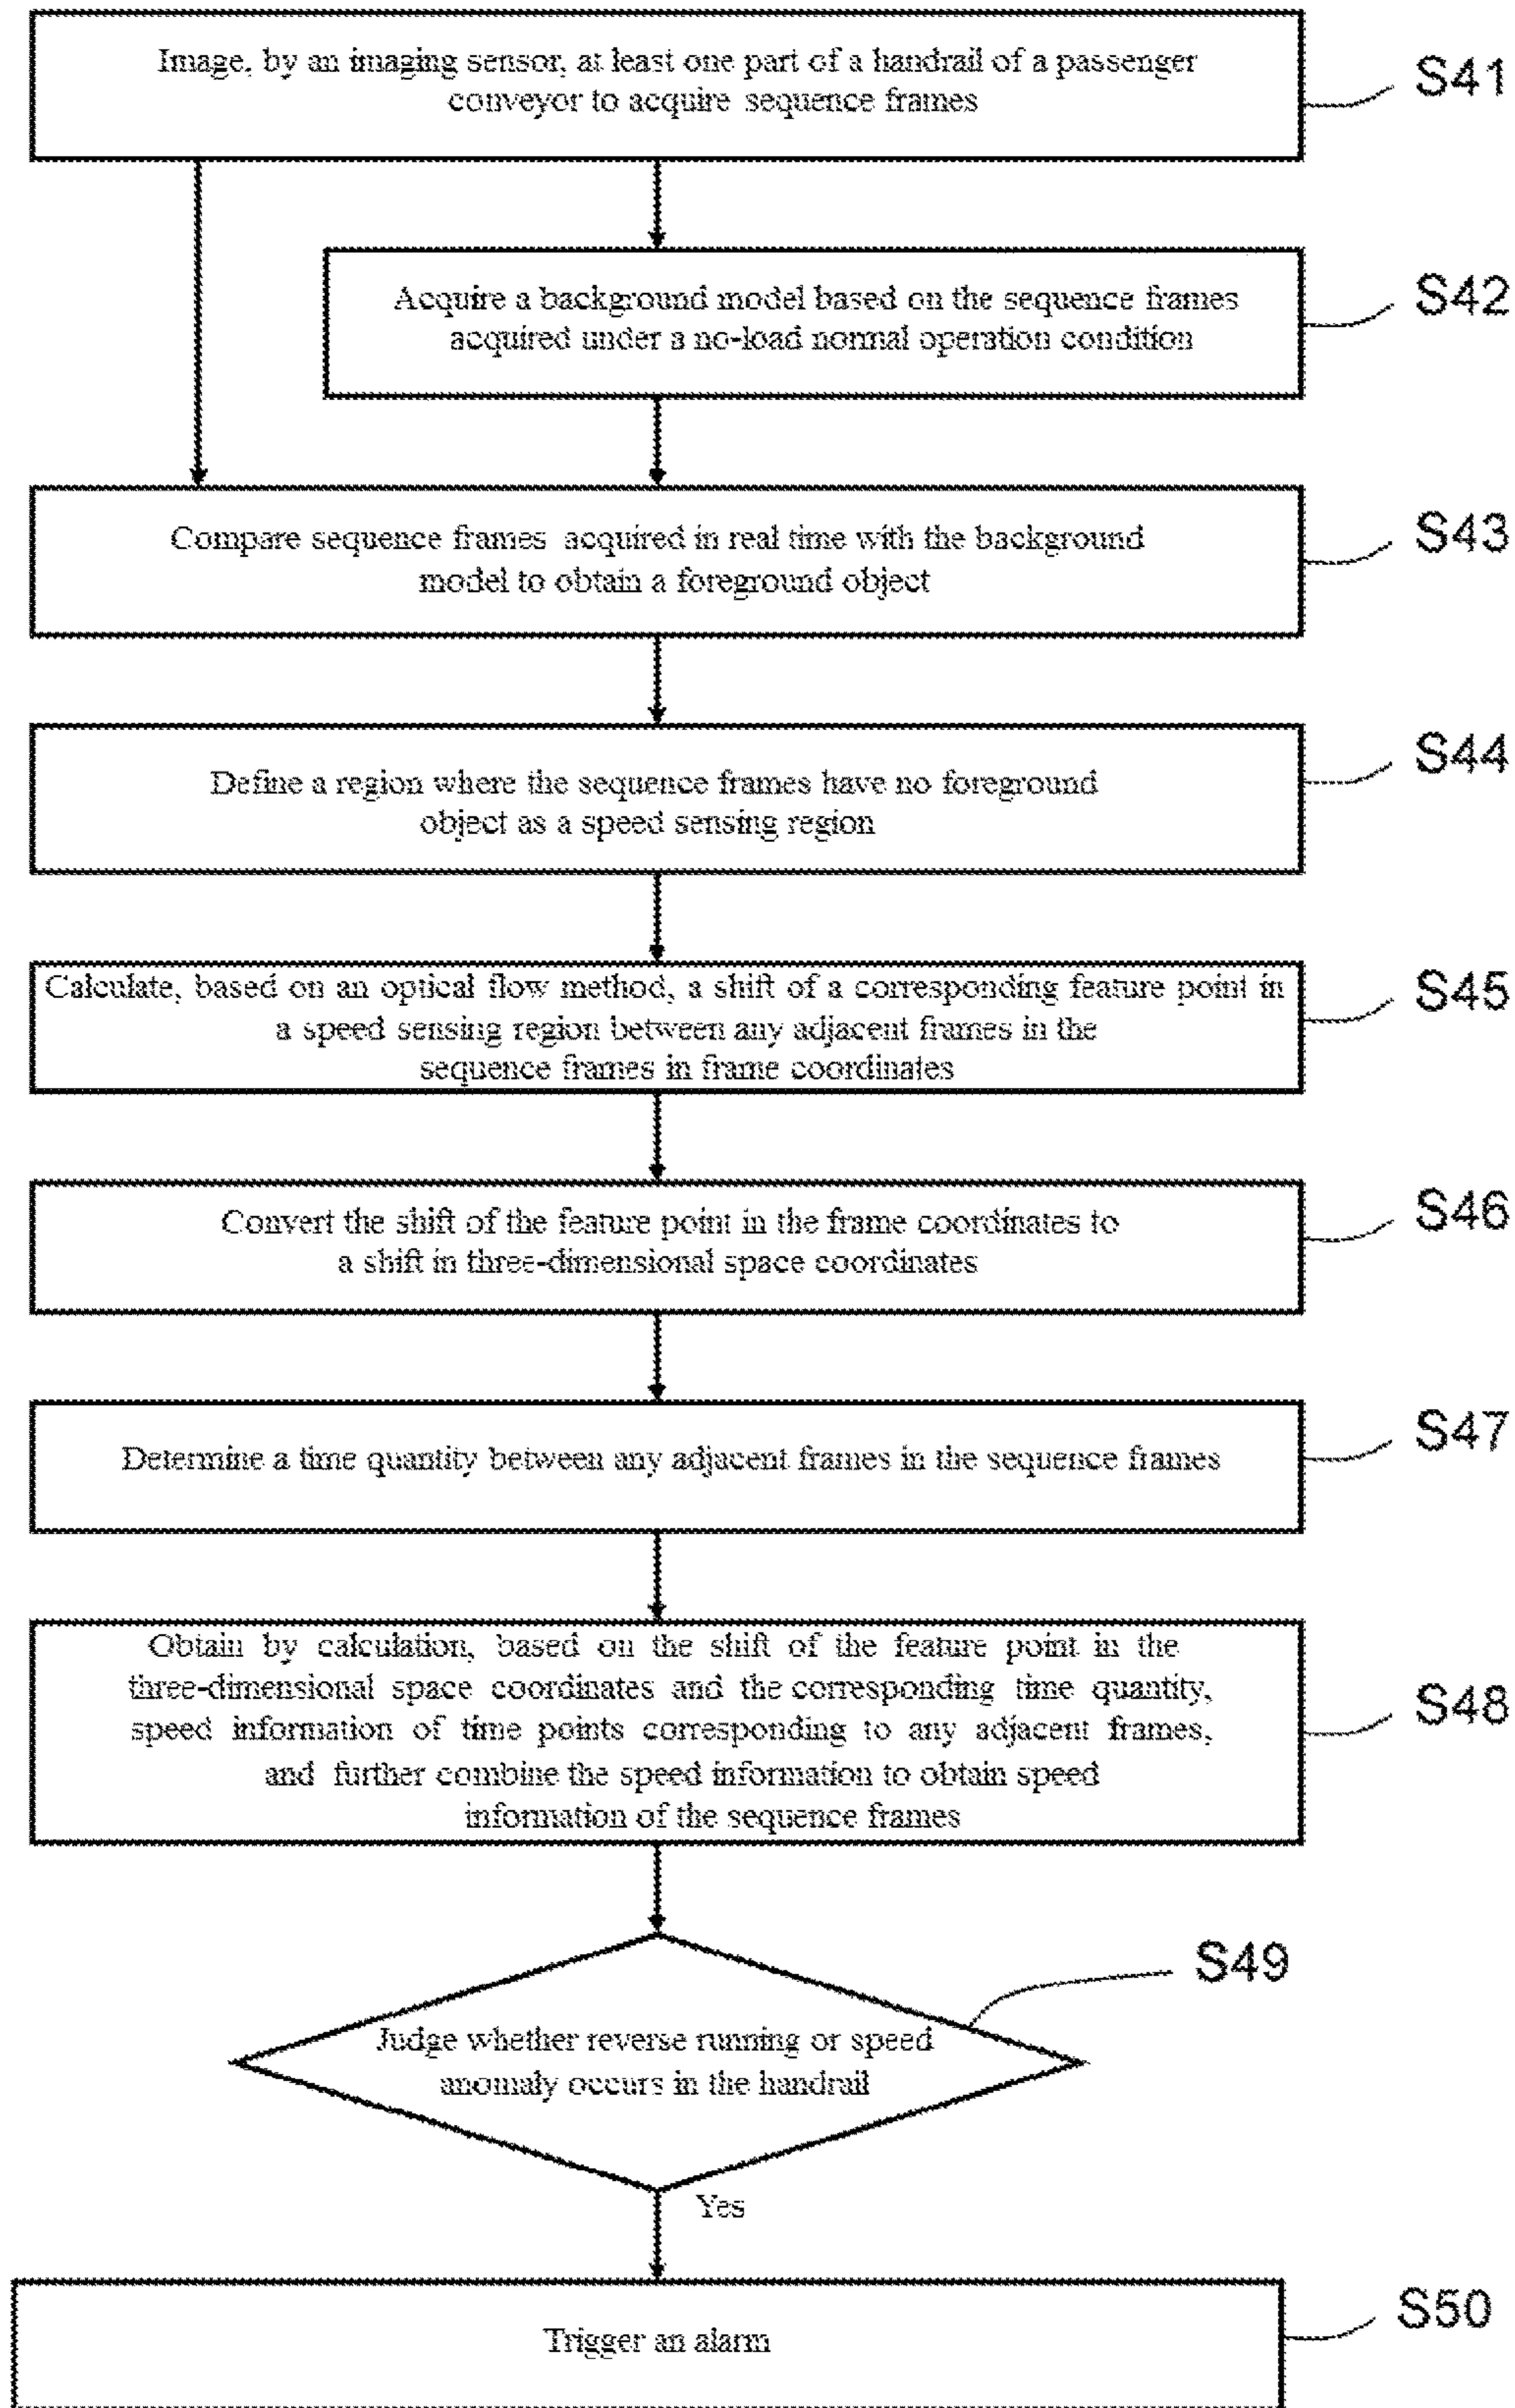 Image, by an imaging sensor, at least one part of a handrail of a passenger
conveyor to acquire sequence frames
S41
Acquire a background model based on the sequence frames
acquired under a no-load normal operation condition
S42
Compare sequence frames acquired in real time with the background
model to obtain a foreground object
S43
Define a region where the sequence frames have no foreground
object as a speed sensing region
S44
Calculate, based on an optical flow method, a shift of a corresponding feature point in
a speed sensing region between any adjacent frames in the
sequence frames in frame coordinates
S45
Convert the shift of the feature point in the frame coordinates to
a shift in three-dimensional space coordinates
S46
Determine a time quantity between any adjacent frames in the sequence frames
S47
Obtain by calculation, based on the shift of the feature point in the
three-dimensional space coordinates and the corresponding time quantity,
speed information of time points corresponding to any adjacent frames,
and further combine the speed information to obtain speed
information of the sequence frames
S48
Judge whether reverse running or speed
anomaly occurs in the handrail
S49
Yes
Trigger an alarm
S50